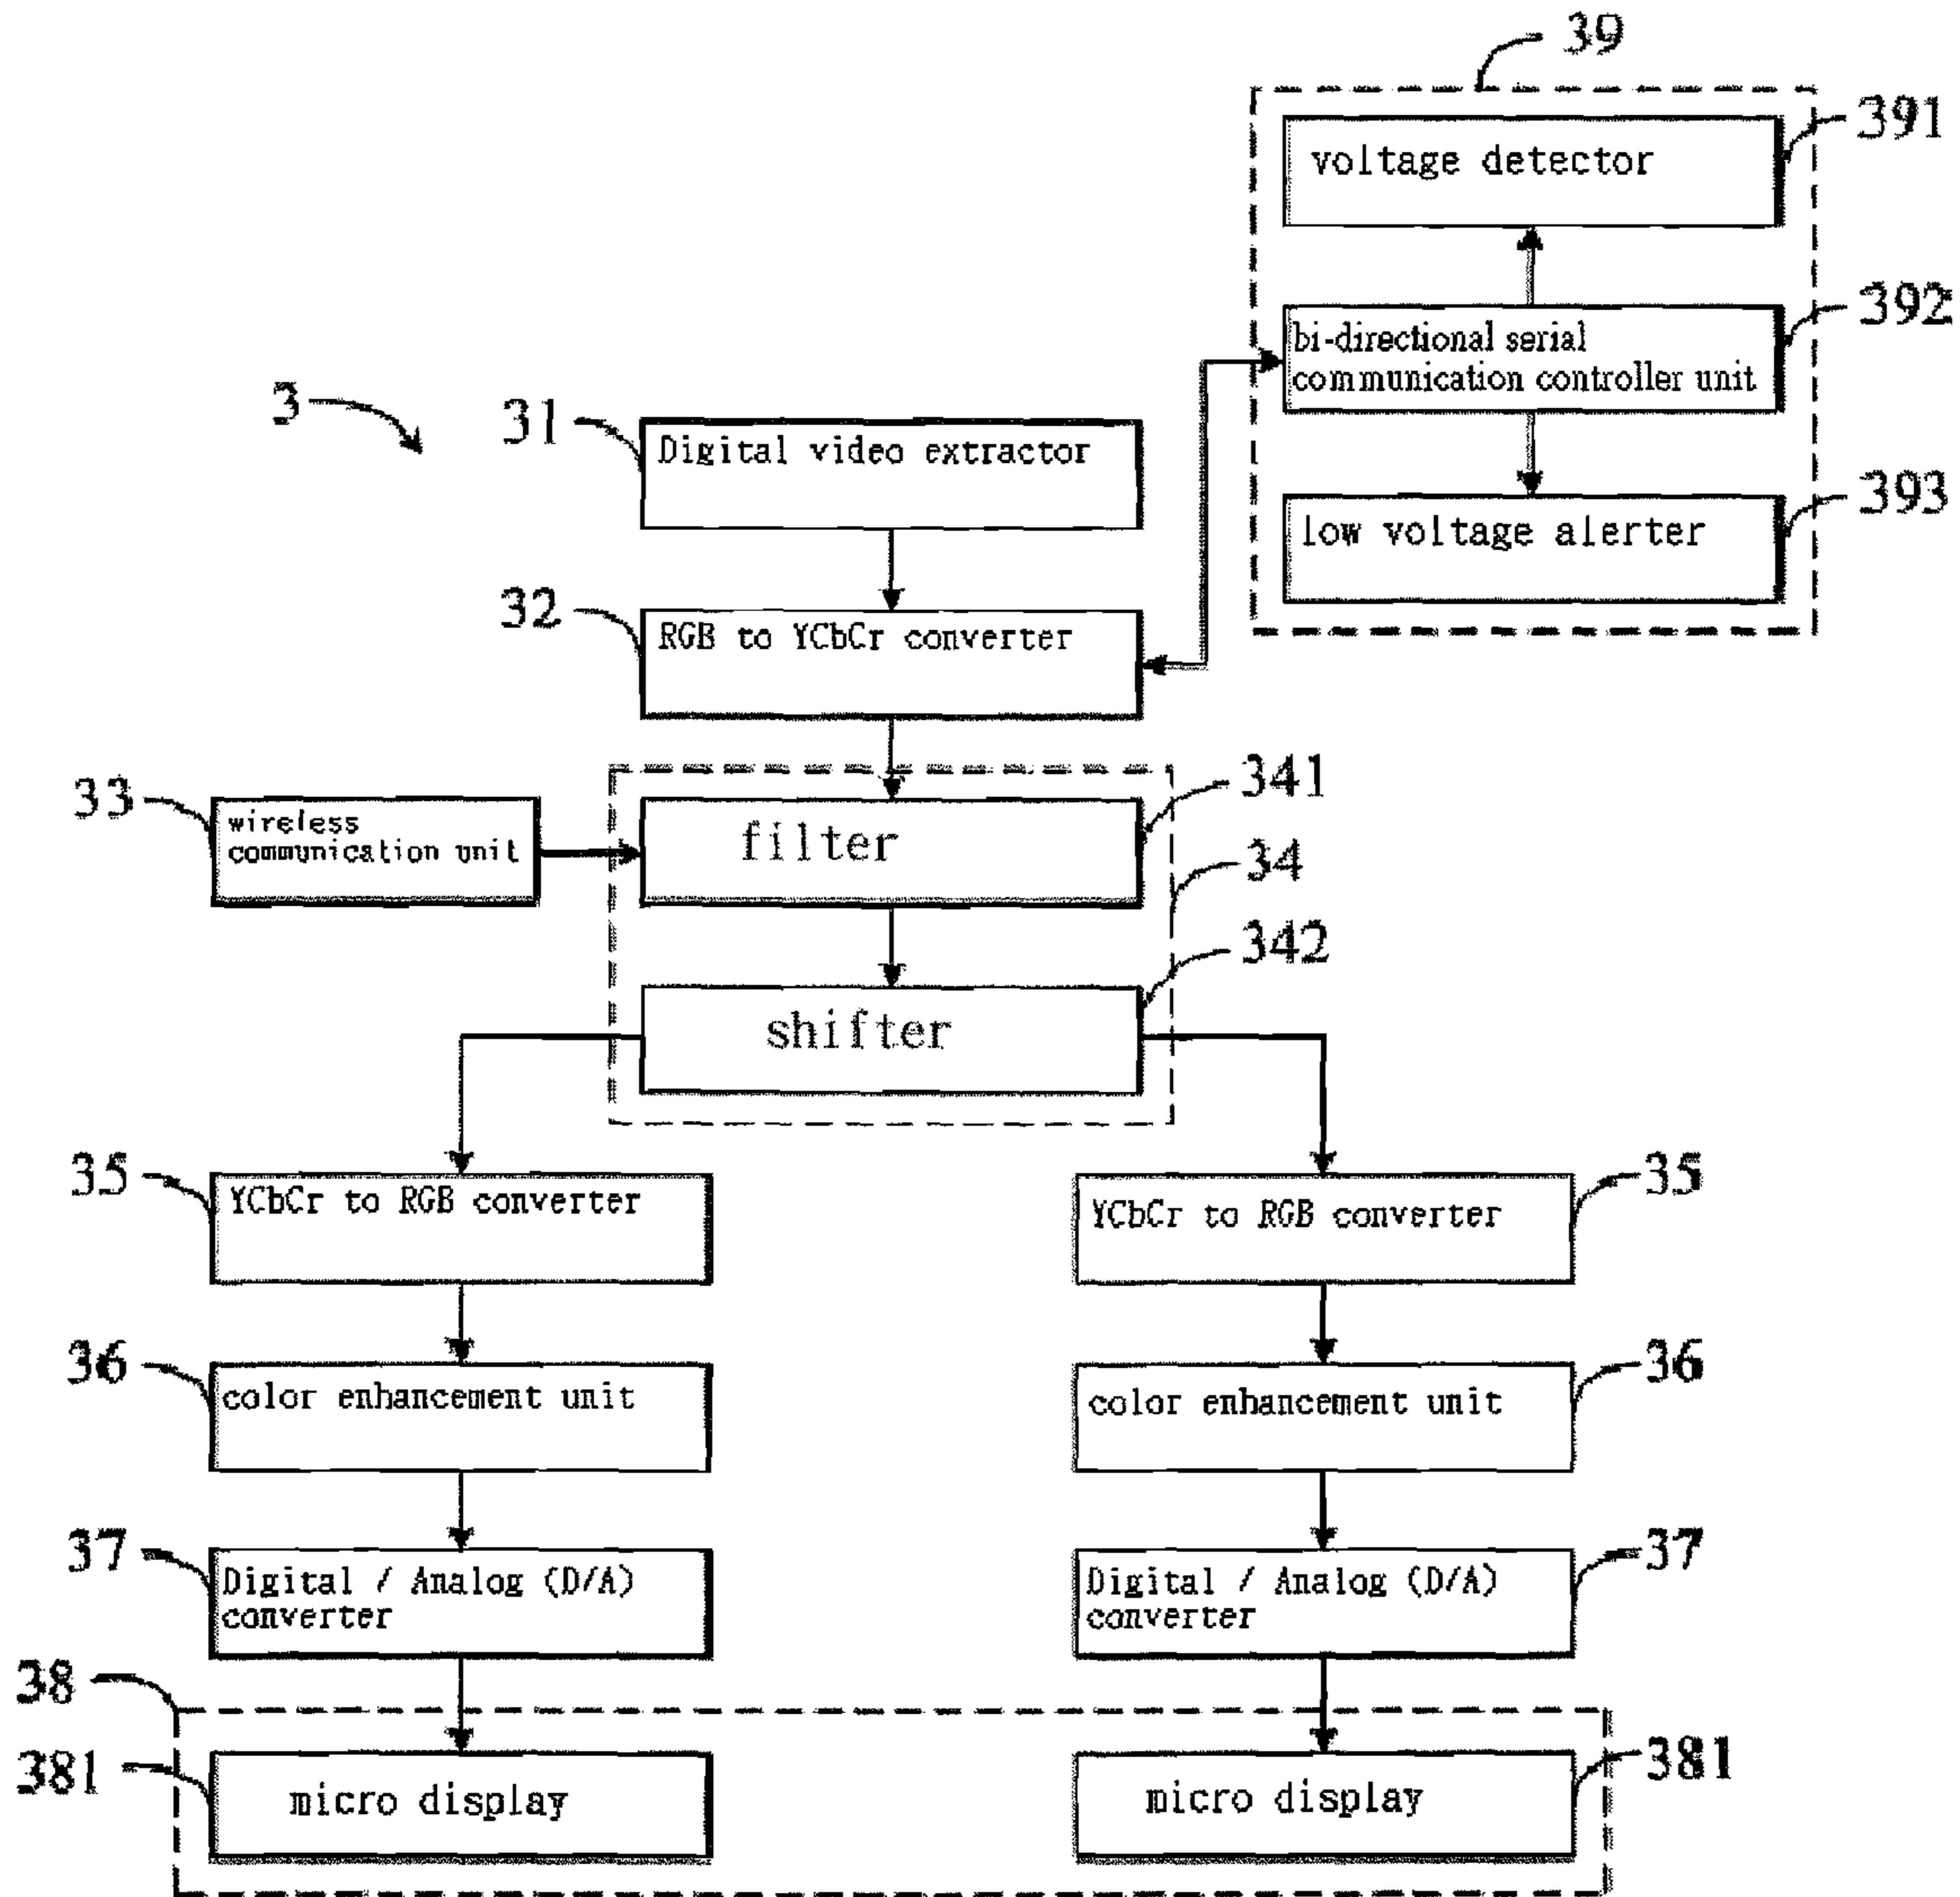 39
391
voltage detector
392
bi-directional serial
communication controller unit
3
31
Digital video extractor
393
low voltage alerter
32
RGB to YCbCr converter
33
wireless
communication unit
341
filter
34
342
shifter
35
YCbCr to RGB converter
YCbCr to RGB converter
35
36
color enhancement unit
color enhancement unit
36
37
Digital / Analog (D/A)
converter
Digital / Analog (D/A)
converter
37
38
381
micro display
micro display
381